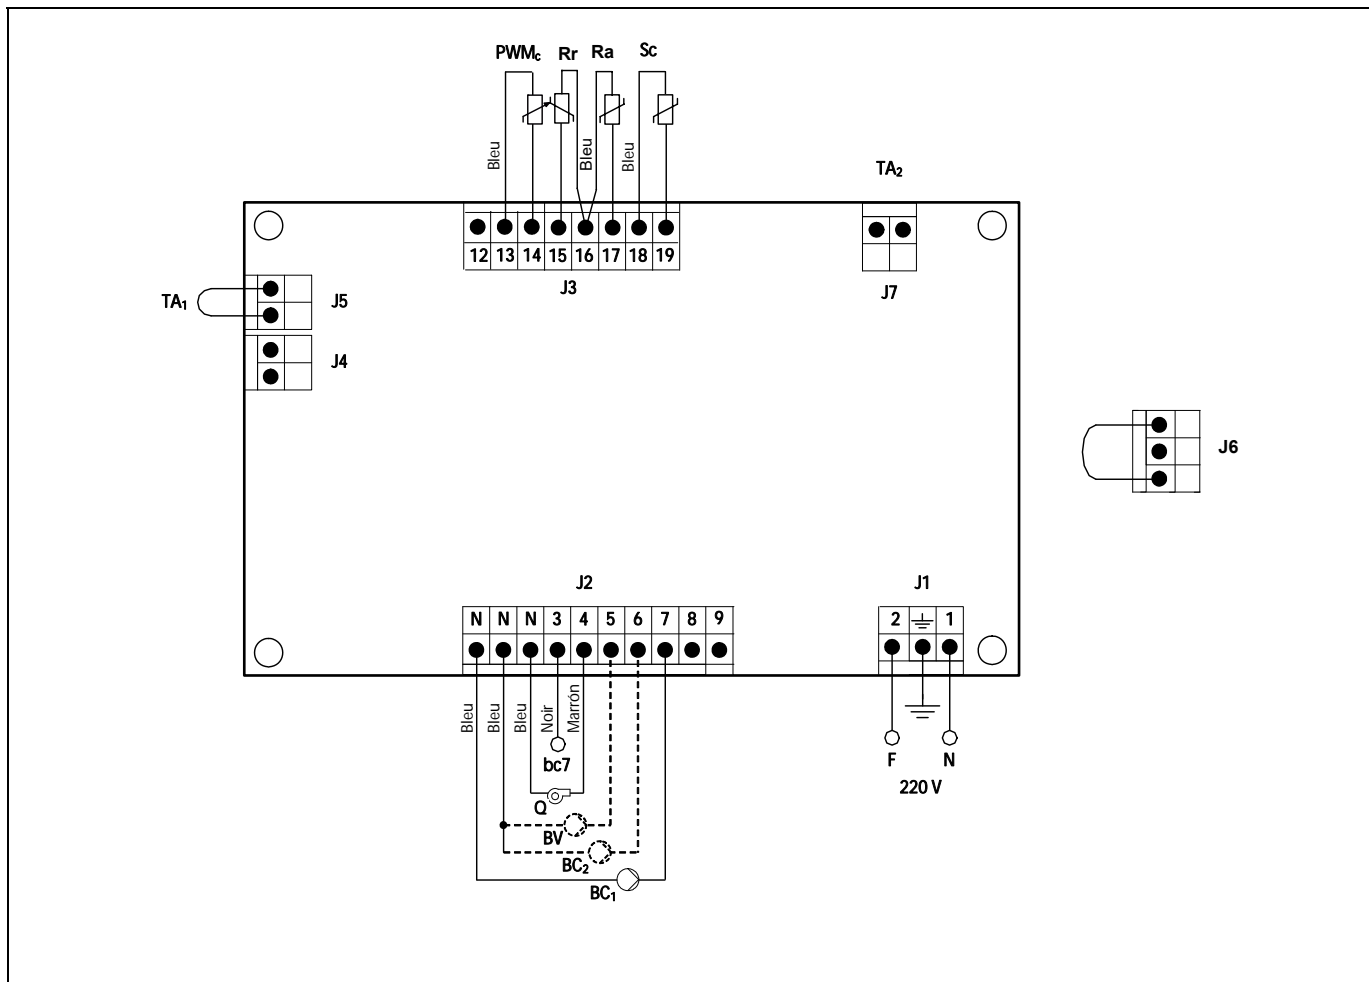 PWMc Rr Ra Sc
Bleu Bleu Bleu
TA2
12 13 14 15 16 17 18 19
J3
J7
TA1
J5
J4
J6
J2
J1
N N N 3 4 5 6 7 8 9
2 1
Bleu Bleu Bleu Noir Marrón
bc7
F N
220 V
Q
BV
BC2
BC1